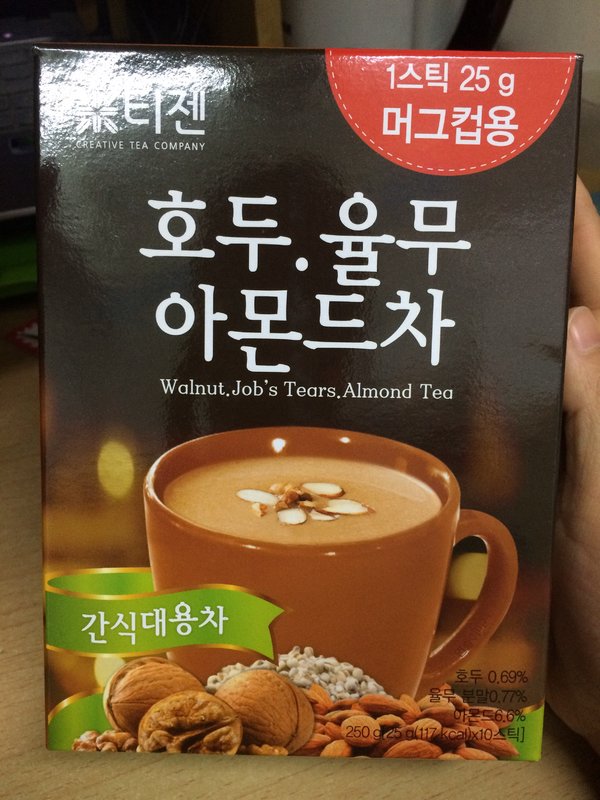 티젠
CREATIVE TEA COMPANY
1스틱 25 g
머그컵용
호두.율무
아몬드차
Walnut.Job's Tears.Almond Tea
간식대용차
호두 0.69%
율무 분말0.77%
아몬드6.6%
250 g[25 g(117 kcal)x10스틱]